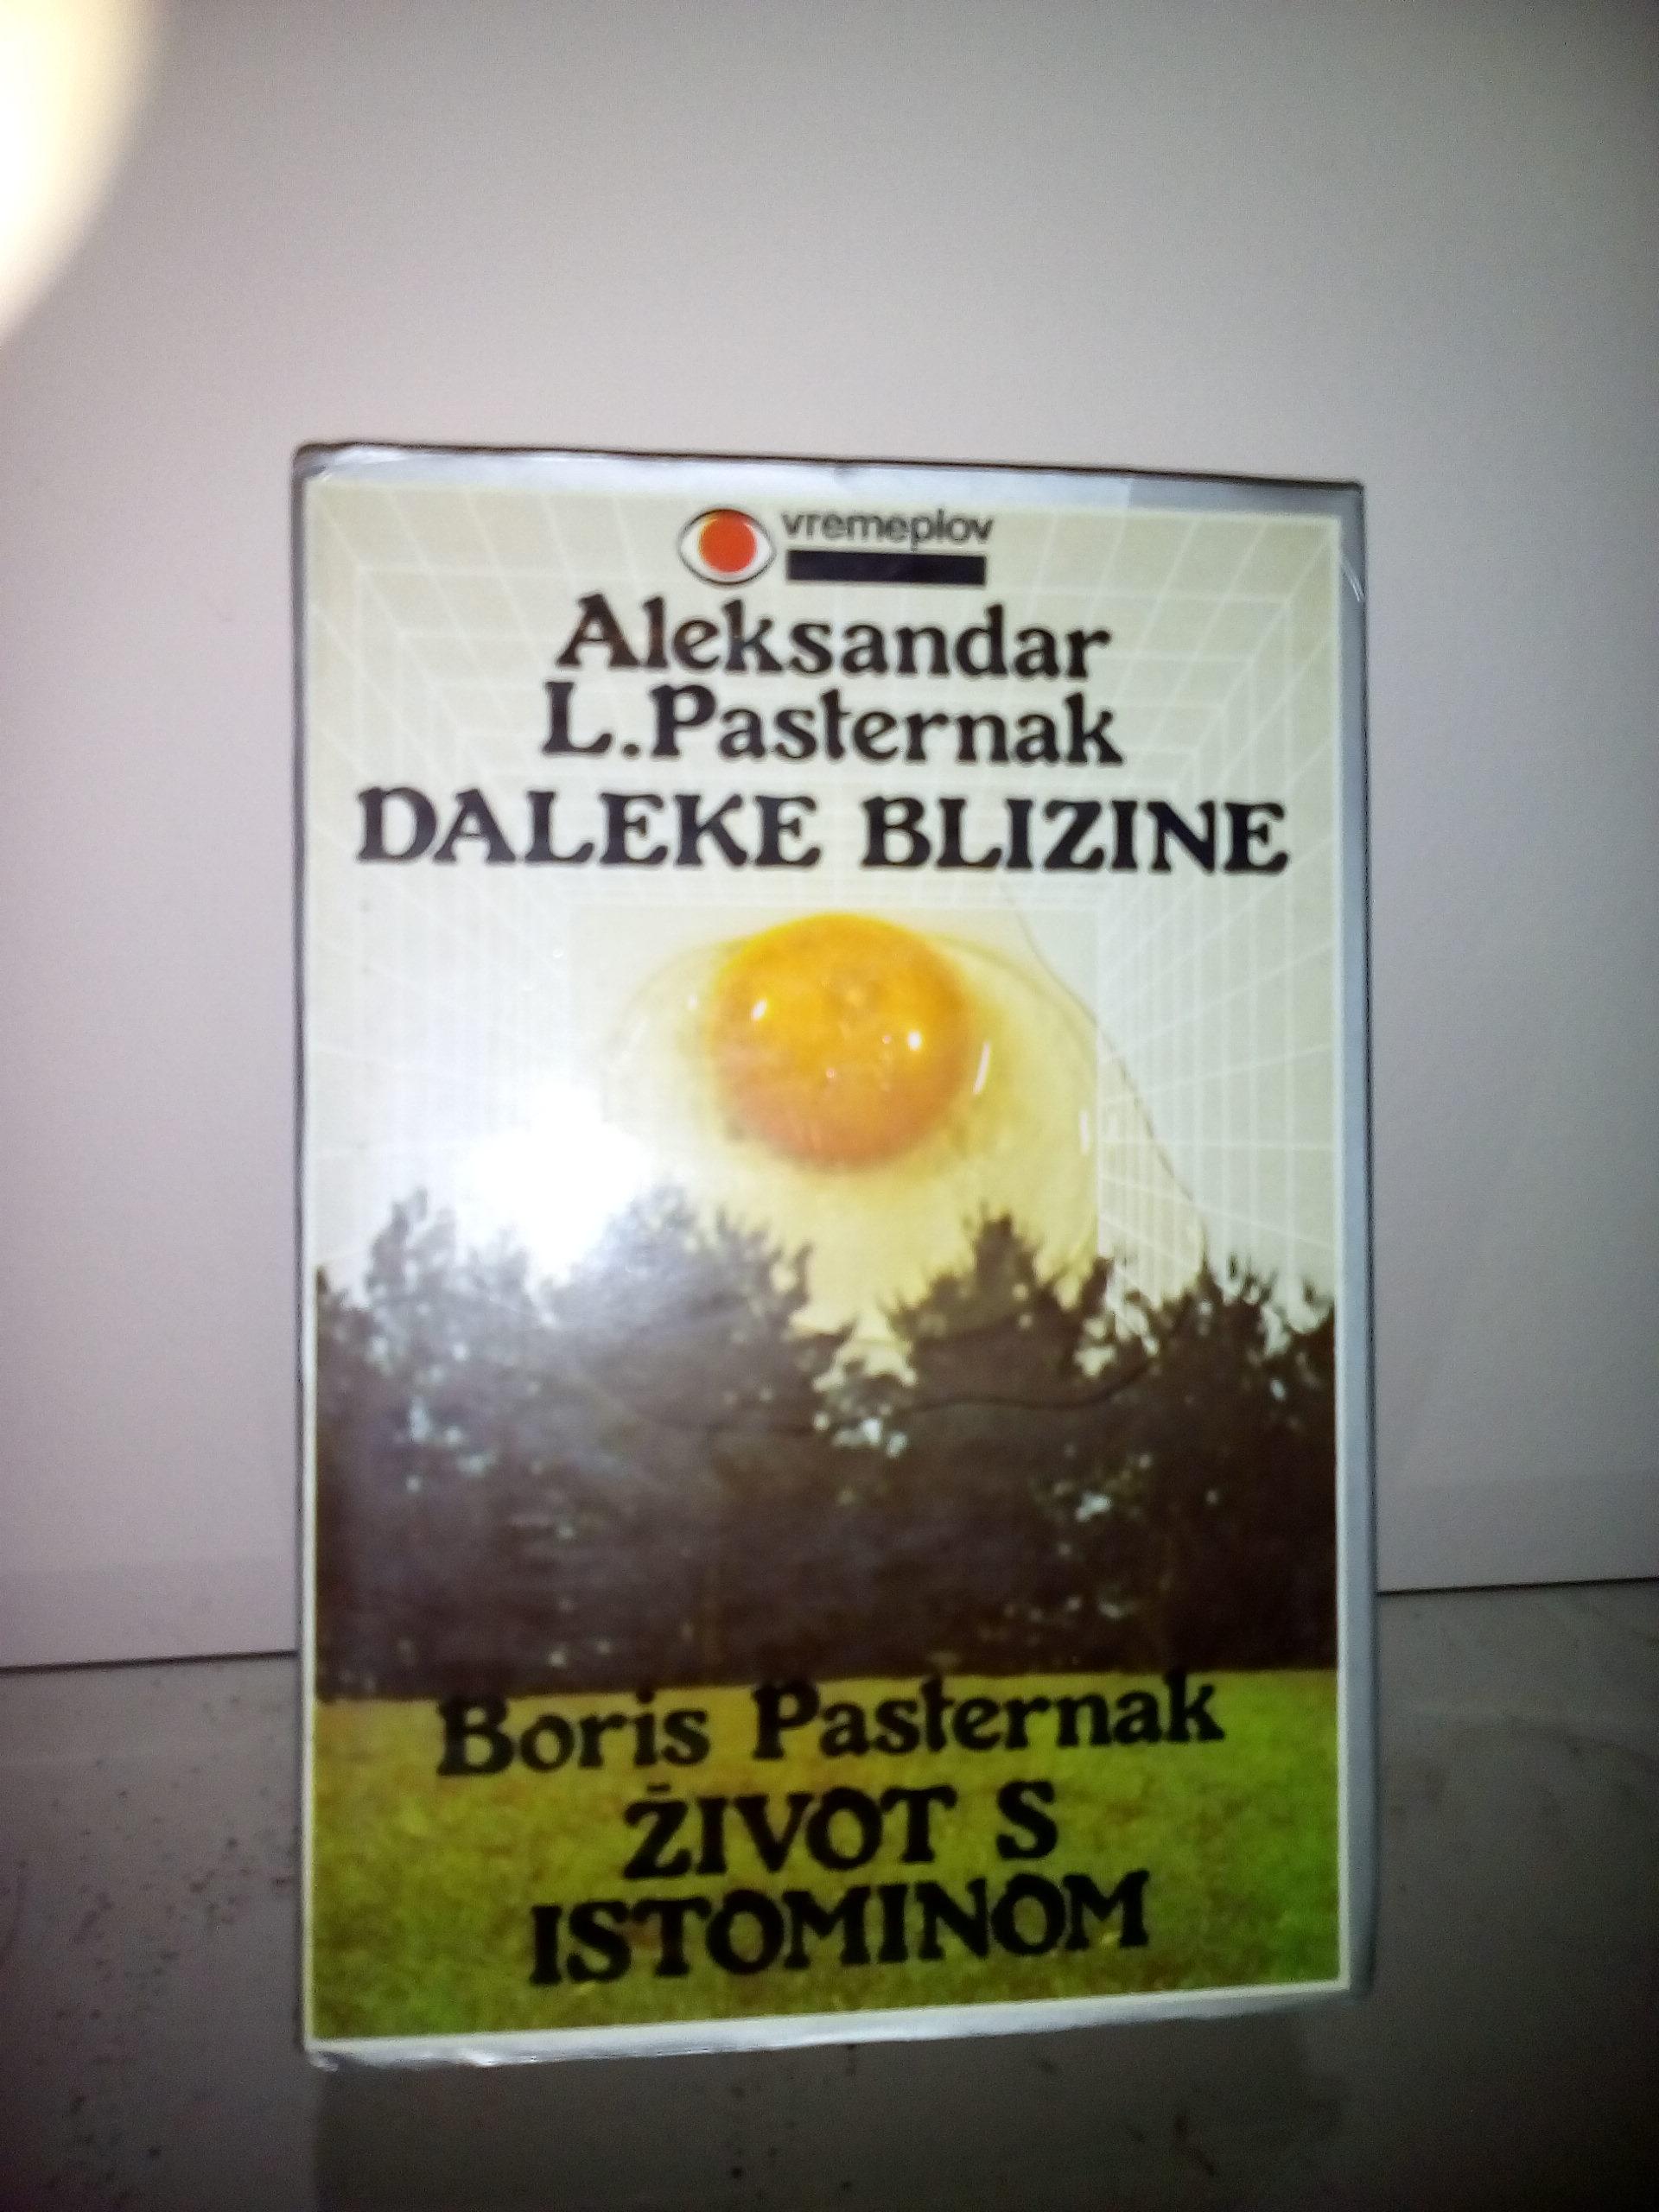 vremeplov
Aleksandar
L.Pasternak
DALEKE BLIZINE
Boris Pasternak
ŽIVOT S
ISTOMINOM